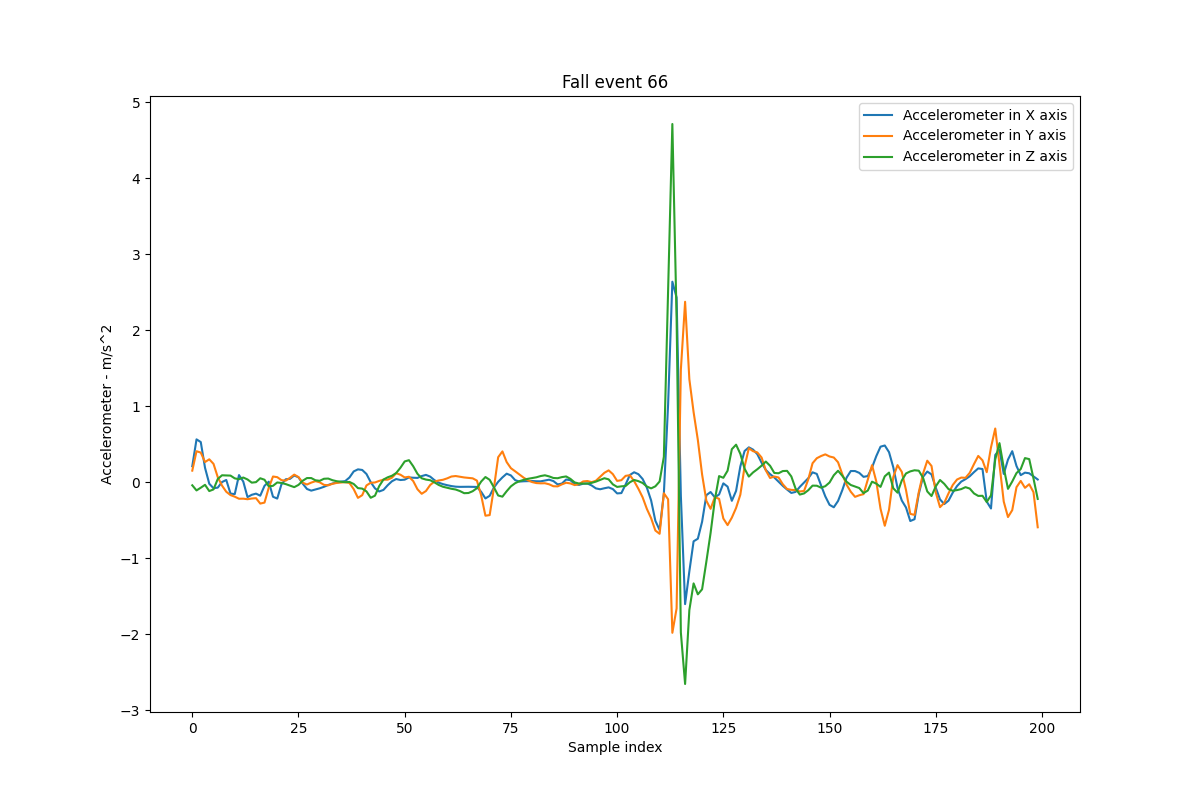 Fall event 66
Accelerometer in X axis
Accelerometer in Y axis
Accelerometer in Z axis
5
4
3
2
1
0
−1
−2
−3
Accelerometer - m/s^2
0 25 50 75 100 125 150 175 200
Sample index